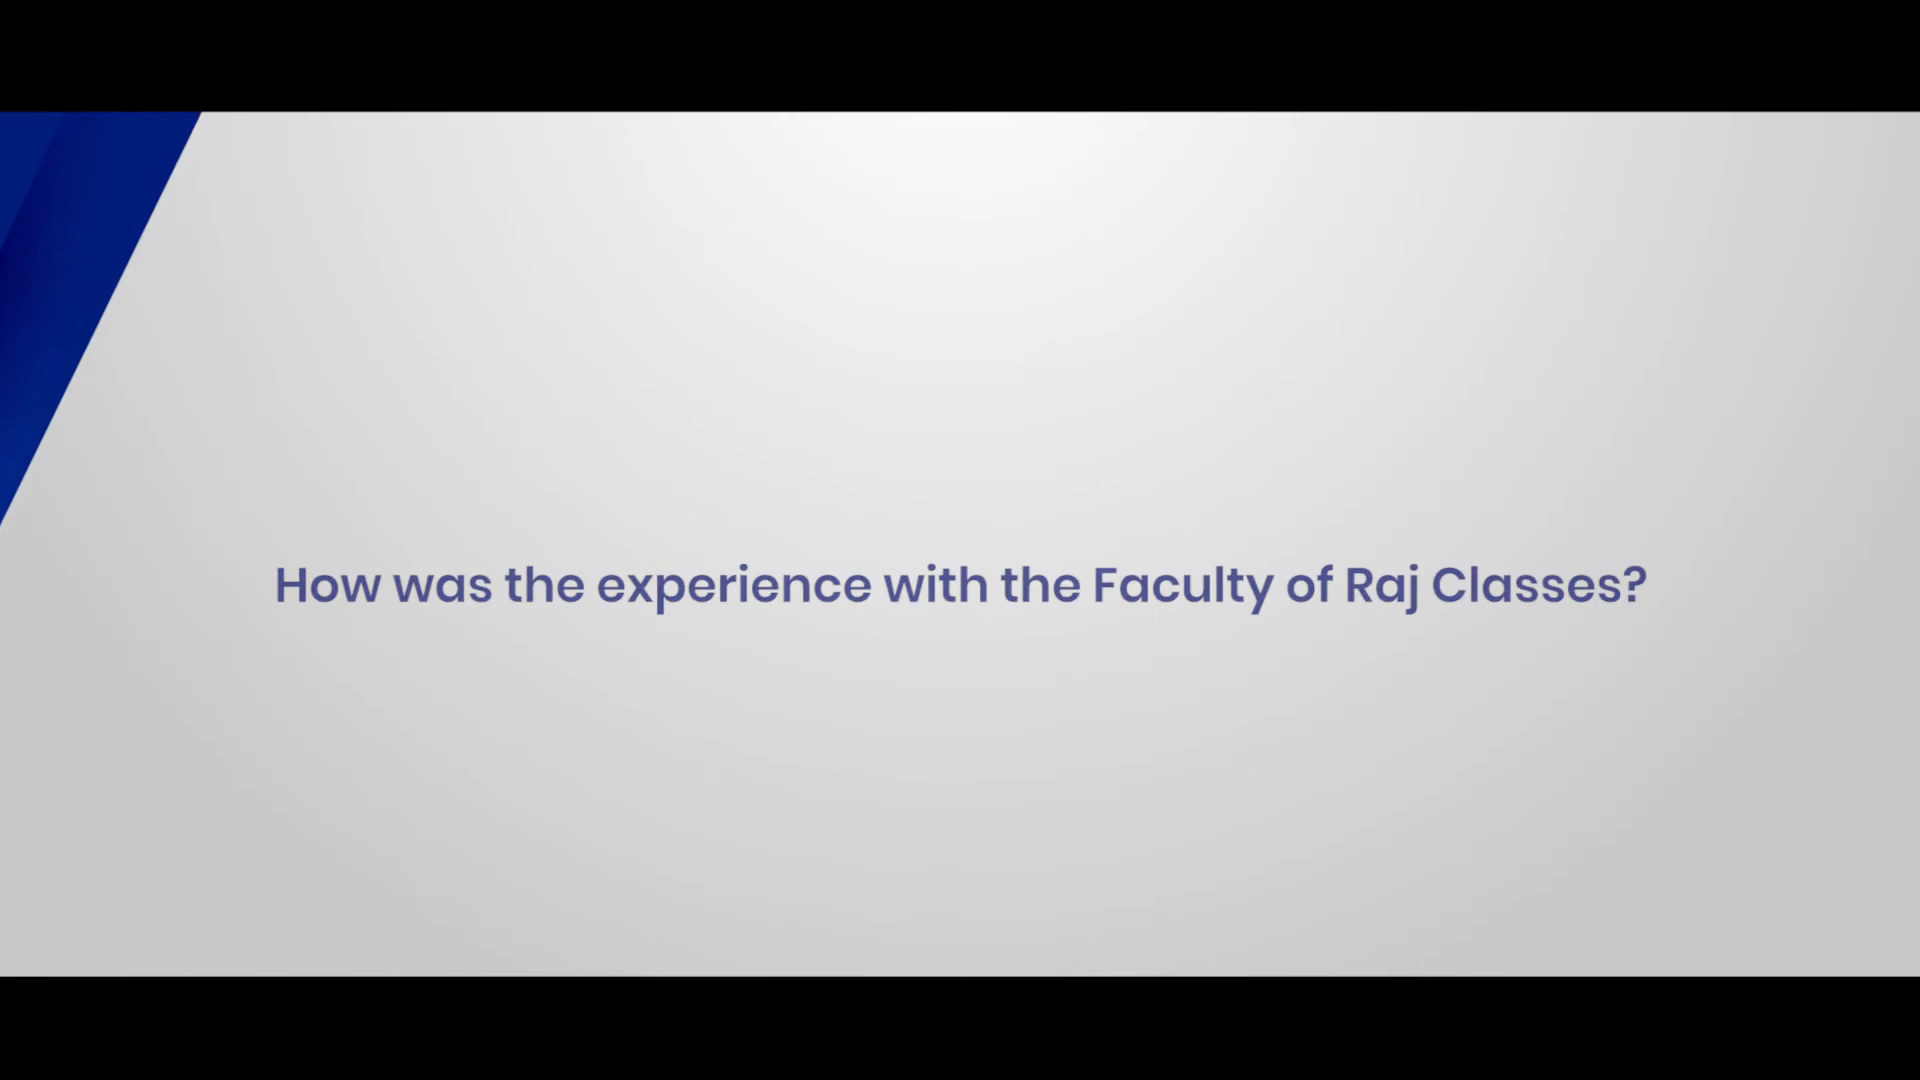 How was the experience with the Faculty of Raj Classes?